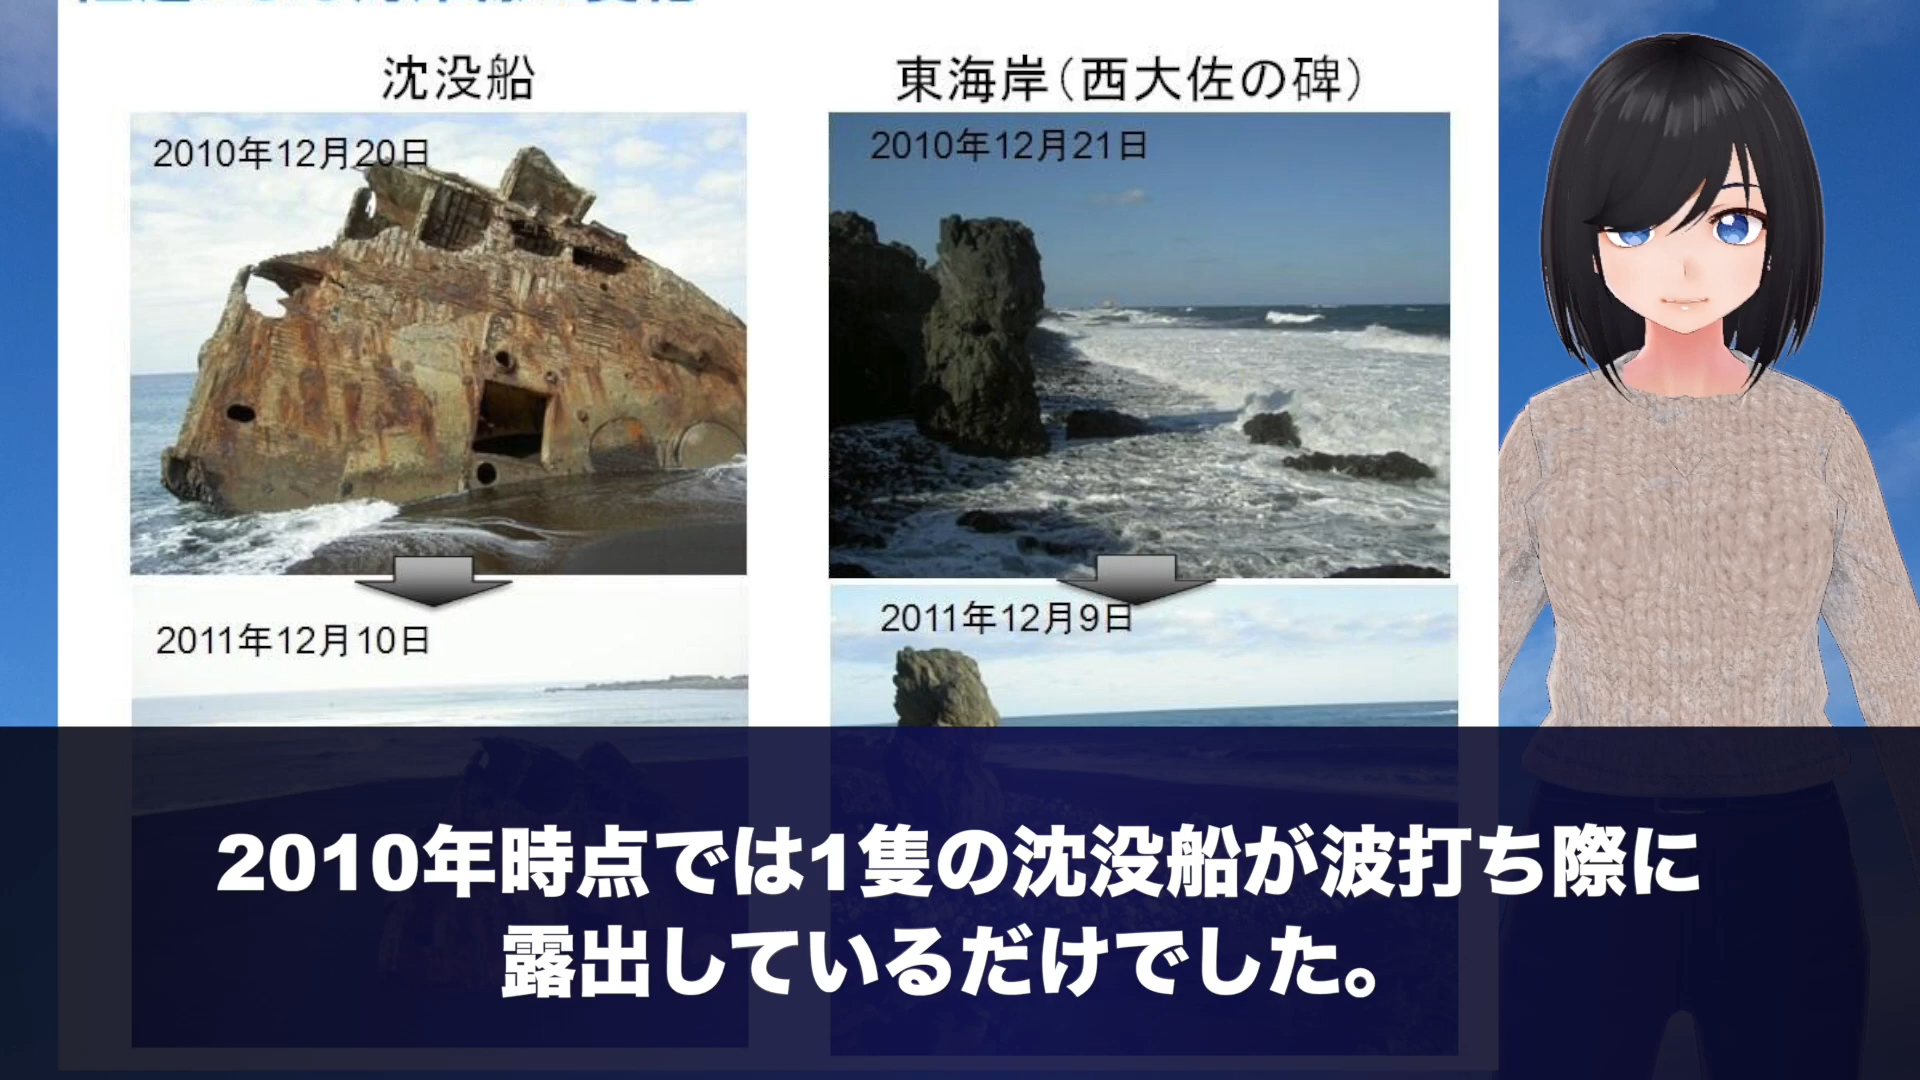 沈没船
東海岸（西大佐の碑）
2010年12月20日
2010年12月21日
2011年12月10日
2011年12月9日
2010年時点では1隻の沈没船が波打ち際に
露出しているだけでした。